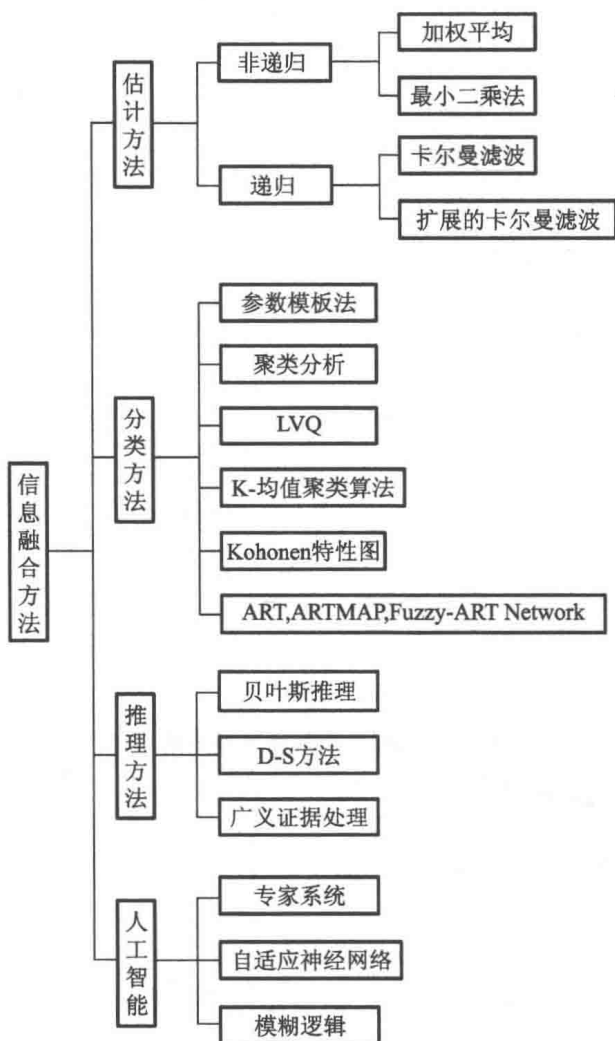 信息融合方法
估计方法
非递归
加权平均
最小二乘法
递归
卡尔曼滤波
扩展的卡尔曼滤波
分类方法
参数模板法
聚类分析
LVQ
K-均值聚类算法
Kohonen特性图
ART,ARTMAP,Fuzzy-ART Network
推理方法
贝叶斯推理
D-S方法
广义证据处理
人工智能
专家系统
自适应神经网络
模糊逻辑